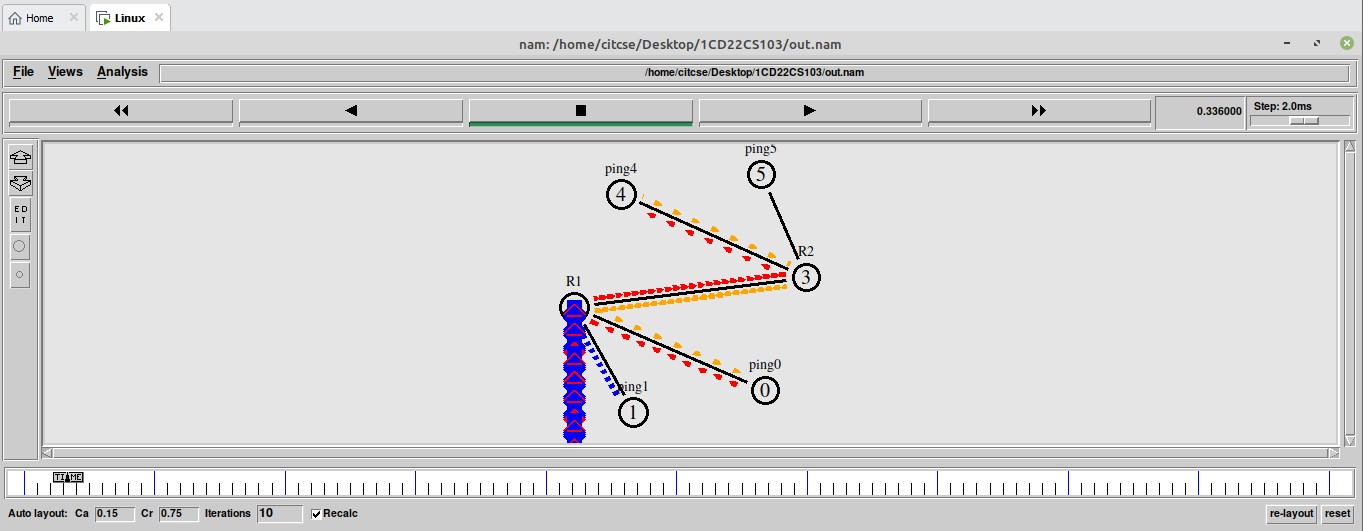 Home
Linux
nam: /home/citcse/Desktop/1CD22CS103/out.nam
File Views Analysis /home/citcse/Desktop/1CD22CS103/out.nam
0.336000 Step: 2.0ms
ping5
5
ping4
4
ED
IT
R2
3
R1
ping0
0
ping1
1
TIME
Auto layout: Ca 0.15 Cr 0.75 Iterations 10 Recalc re-layout reset